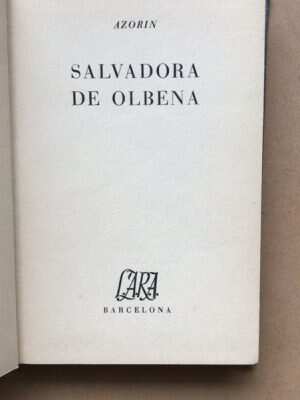 AZORIN
SALVADORA
DE OLBENA
LARA
BARCELONA